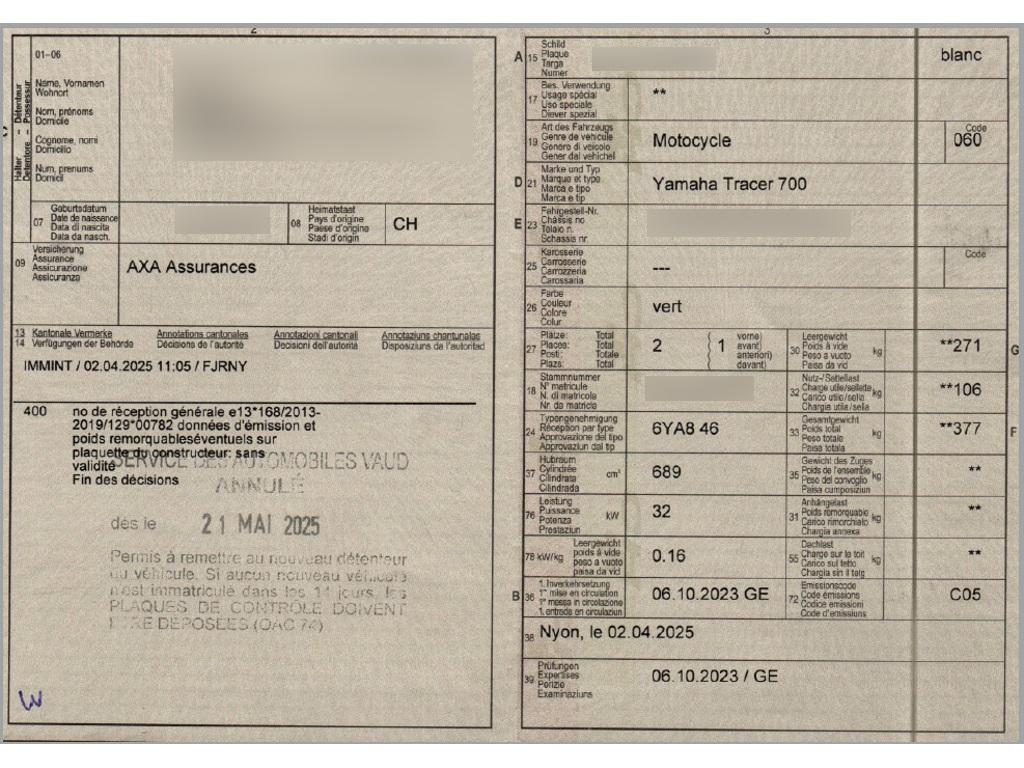 2
01-06
Halter - Détenteur
Detentore - Possessur
Name, Vornamen
Wohnort
Nom, prénoms
Domicile
Cognome, nomi
Domicilio
Num, prenums
Domicil
07 Geburtsdatum
Date de naissance
Data di nascita
Data da nasch.
08 Heimatstaat
Pays d'origine
Paese d'origine
Stadi d'origin
CH
09 Versicherung
Assurance
Assicurazione
Assicuranza
AXA Assurances
13 Kantonale Vermerke Annotations cantonales Annotazioni cantonali Annotaziuns chantunalas
14 Verfügungen der Behörde Décisions de l'autorité Decisioni dell'autorità Disposiziuns da l'autoritad
IMMINT / 02.04.2025 11:05 / FJRNY
400 no de réception générale e13*168/2013-
2019/129*00782 données d'émission et
poids remorquableséventuels sur
plaquette du constructeur: sans
validité
Fin des décisions
SERVICE DES AUTOMOBILES VAUD
ANNULÉ
dès le 21 MAI 2025
Permis à remettre au nouveau détenteur
du véhicule. Si aucun nouveau véhicule
n'est immatriculé dans les 14 jours, les
PLAQUES DE CONTRÔLE DOIVENT
ÊTRE DÉPOSÉES (OAC 74)
W
3
A 15 Schild
Plaque
Targa
Numer
blanc
17 Bes. Verwendung
Usage spécial
Uso speciale
Diever spezial
**
19 Art des Fahrzeugs
Genre de véhicule
Genere di veicolo
Gener dal vehichel
Motocycle
Code
060
D 21 Marke und Typ
Marque et type
Marca e tipo
Marca e tip
Yamaha Tracer 700
E 23 Fahrgestell-Nr.
Châssis no
Telaio n.
Schassis nr.
25 Karosserie
Carrosserie
Carrozzeria
Carossaria
---
Code
26 Farbe
Couleur
Colore
Colur
vert
27 Plätze: Total
Places: Total
Posti: Totale
Plazs: Total
2 { 1 vorne)
avant)
anteriori)
davant)
30 Leergewicht
Poids à vide
Peso a vuoto
Paisa da vid
kg
**271 G
18 Stammnummer
N° matricule
N. di matricola
Nr. da matricla
32 Nutz-/Sattellast
Charge utile/sellette
Carico utile/sella
Chargia utila/sella
kg
**106
24 Typengenehmigung
Réception par type
Approvazione del tipo
Approvaziun dal tip
6YA8 46
33 Gesamtgewicht
Poids total
Peso totale
Paisa totala
kg
**377 F
37 Hubraum
Cylindrée
Cilindrata
Cilindrada
cm³
689
35 Gewicht des Zuges
Poids de l'ensemble
Peso del convoglio
Paisa cumposiziun
kg
**
76 Leistung
Puissance
Potenza
Prestaziun
kW
32
31 Anhängelast
Poids remorquable
Carico rimorchiato
Chargia annexa
kg
**
78 kW/kg Leergewicht
poids à vide
peso a vuoto
paisa da vid
0.16
55 Dachlast
Charge sur le toit
Carico sul tetto
Chargia sin il tetg
kg
**
B 36 1. Inverkehrsetzung
1re mise en circulation
1a messa in circolazione
1. entrada en circulaziun
06.10.2023 GE
72 Emissionscode
Code émissions
Codice emissioni
Code d'emissiuns
C05
38 Nyon, le 02.04.2025
39 Prüfungen
Expertises
Perizie
Examinaziuns
06.10.2023 / GE